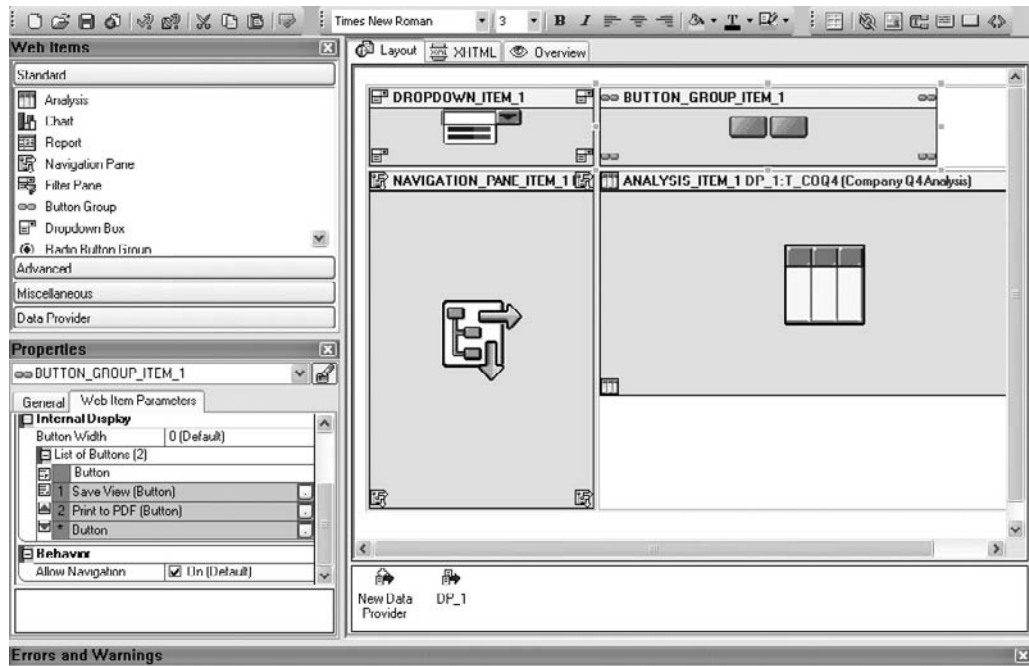 Times New Roman 3 B I T
Web Items
Standard
Analysis
Chart
Report
Navigation Pane
Filter Pane
Button Group
Dropdown Box
Radio Button Group
Advanced
Miscellaneous
Data Provider
Properties
BUTTON_GROUP_ITEM_1
General Web Item Parameters
Internal Display
Button Width 0 (Default)
List of Buttons (2)
Button
1 Save View (Button)
2 Print to PDF (Button)
* Button
Behavior
Allow Navigation On (Default)
Layout XHTML Overview
DROPDOWN_ITEM_1
BUTTON_GROUP_ITEM_1
NAVIGATION_PANE_ITEM_1
ANALYSIS_ITEM_1 DP_1:T_COQ4 (Company Q4Analysis)
New Data Provider
DP_1
Errors and Warnings